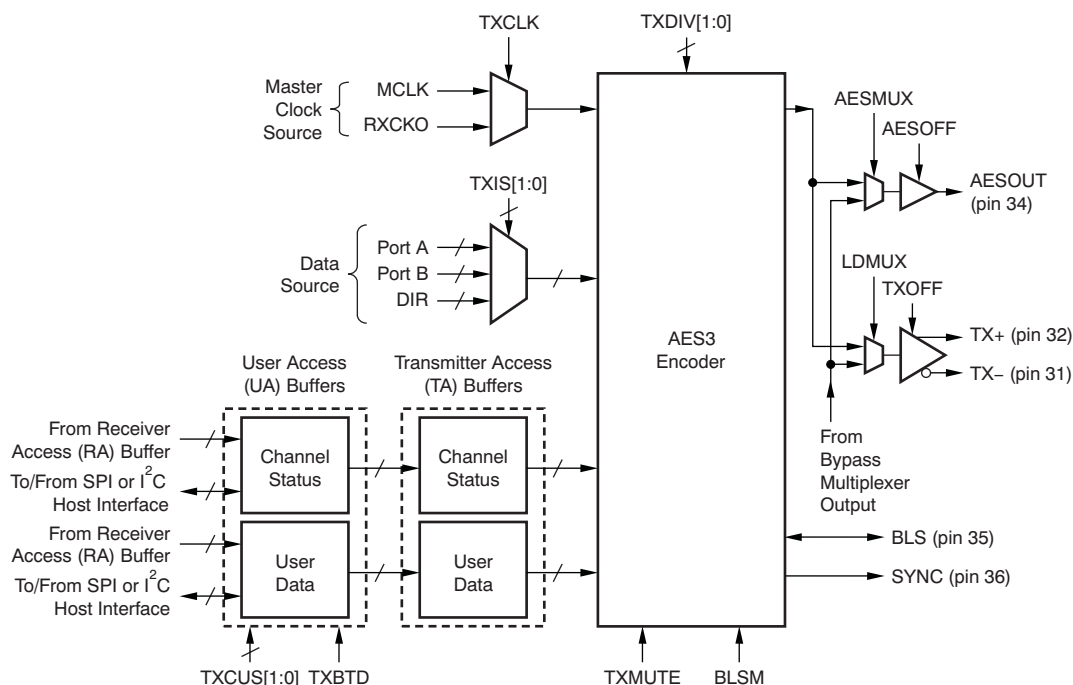 TXCLK
TXDIV[1:0]
Master
Clock
Source
MCLK
RXCKO
AESMUX
AESOFF
AESOUT
(pin 34)
TXIS[1:0]
Data
Source
Port A
Port B
DIR
LDMUX
TXOFF
TX+ (pin 32)
TX– (pin 31)
AES3
Encoder
User Access
(UA) Buffers
Transmitter Access
(TA) Buffers
From Receiver
Access (RA) Buffer
To/From SPI or I²C
Host Interface
Channel
Status
Channel
Status
From
Bypass
Multiplexer
Output
From Receiver
Access (RA) Buffer
To/From SPI or I²C
Host Interface
User
Data
User
Data
BLS (pin 35)
SYNC (pin 36)
TXCUS[1:0]
TXBTD
TXMUTE
BLSM